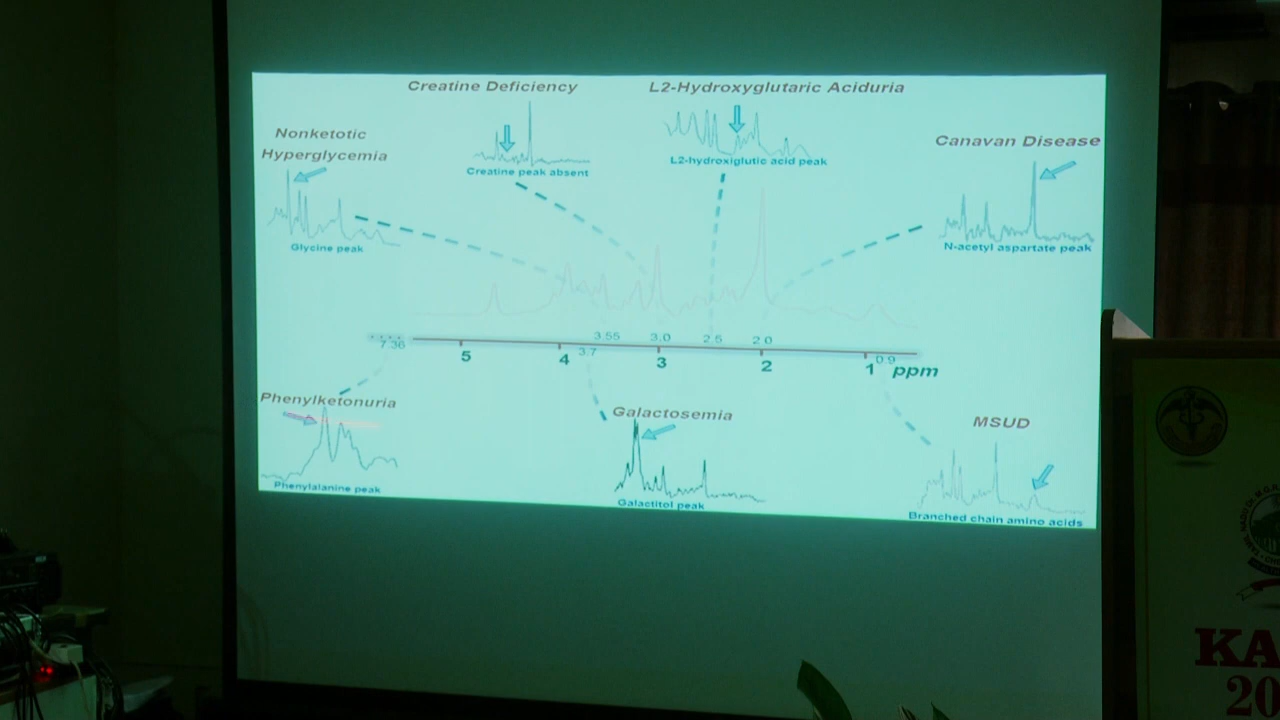 Creatine Deficiency
L2-Hydroxyglutaric Aciduria
Nonketotic
Hyperglycemia
Canavan Disease
Creatine peak absent
L2-hydroxiglutic acid peak
Glycine peak
N-acetyl aspartate peak
7.36
3.55
3.0
2.5
2.0
5
4
3.7
3
2
1
0.9
ppm
Phenylketonuria
Galactosemia
MSUD
Phenylalanine peak
Galactitol peak
Branched chain amino acids
KA
20